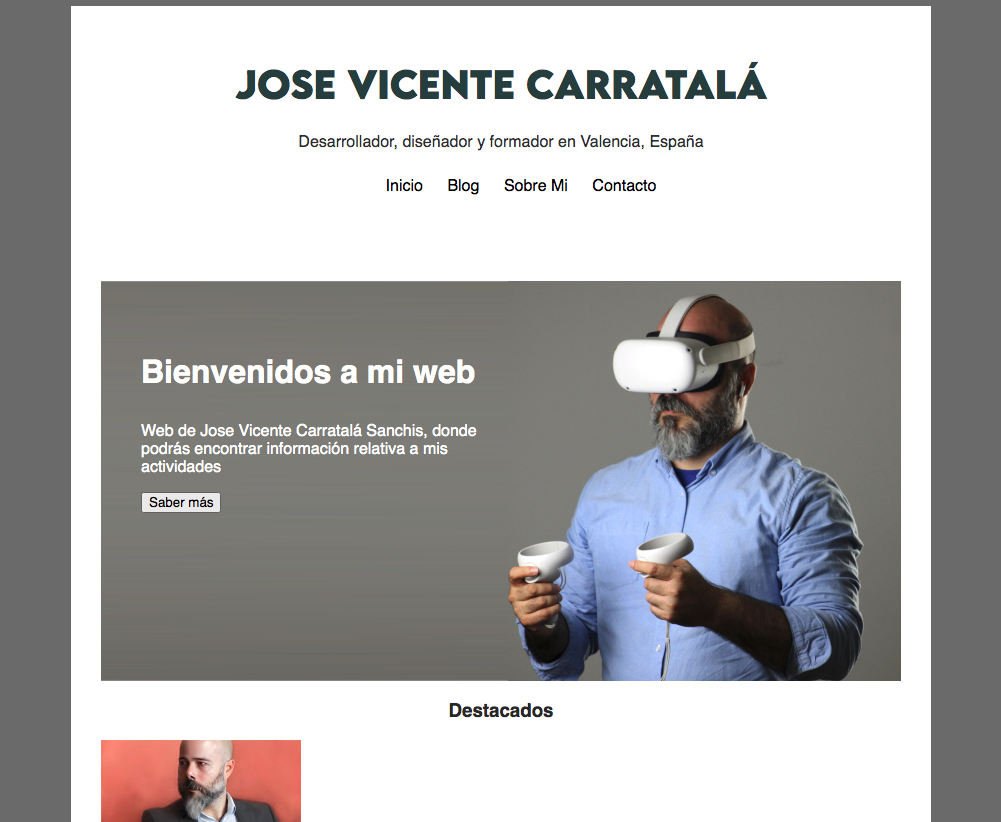 JOSE VICENTE CARRATALÁ
Desarrollador, diseñador y formador en Valencia, España
Inicio Blog Sobre Mi Contacto
Bienvenidos a mi web
Web de Jose Vicente Carratalá Sanchis, donde
podrás encontrar información relativa a mis
actividades
Saber más
Destacados